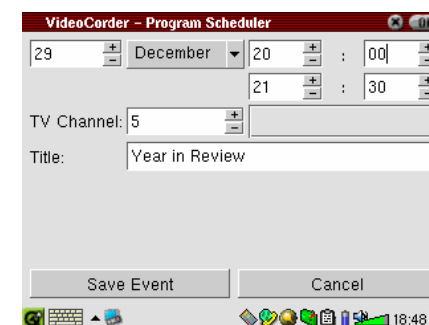 VideoCorder – Program Scheduler
29 December 20 : 00
21 : 30
TV Channel: 5
Title: Year in Review
Save Event Cancel
18:48